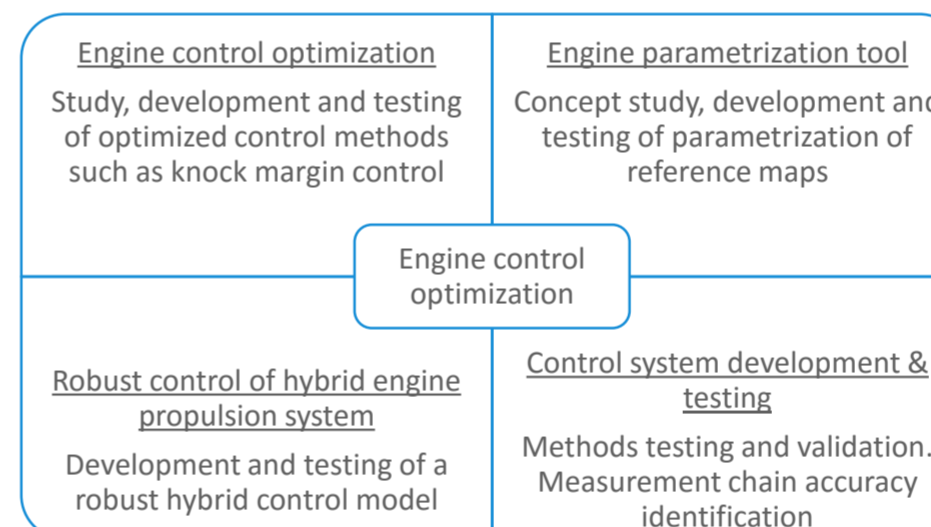 Engine control optimization
Study, development and testing
of optimized control methods
such as knock margin control
Engine parametrization tool
Concept study, development and
testing of parametrization of
reference maps
Engine control
optimization
Robust control of hybrid engine
propulsion system
Development and testing of a
robust hybrid control model
Control system development &
testing
Methods testing and validation.
Measurement chain accuracy
identification